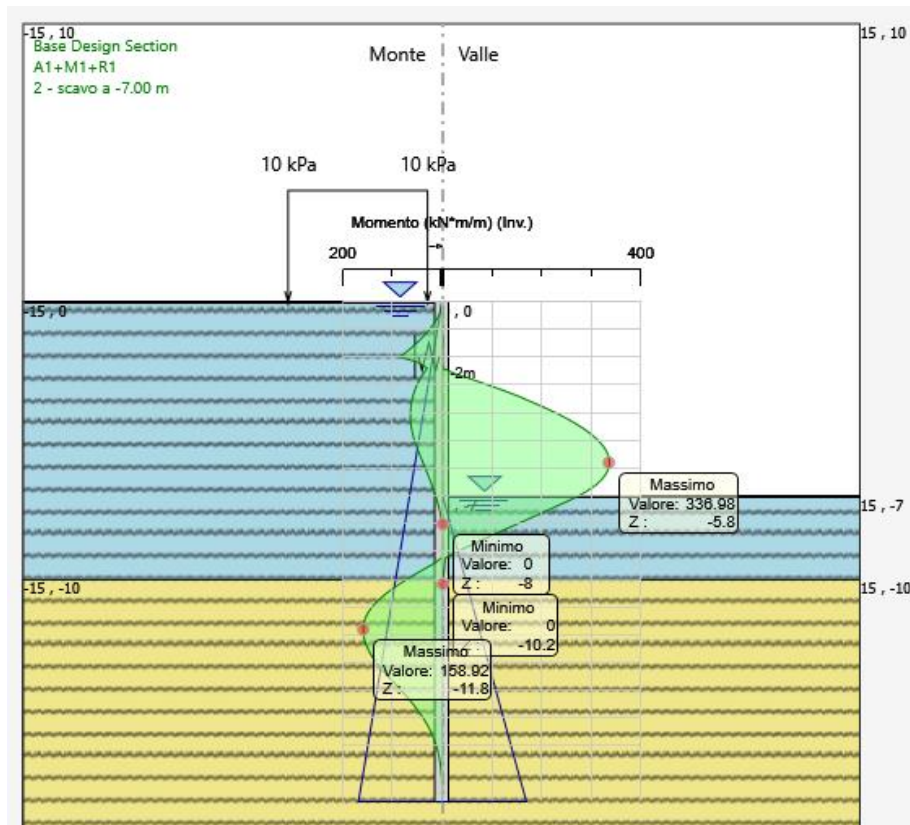 -15 , 10
15 , 10
Base Design Section
A1+M1+R1
2 - scavo a -7.00 m
Monte
Valle
10 kPa
10 kPa
Momento (kN*m/m) (Inv.)
200
400
-15 , 0
, 0
-2m
Massimo
Valore: 336.98
Z : -5.8
15 , -7
Minimo
Valore: 0
Z : -8
-15 , -10
15 , -10
Minimo
Valore: 0
-10.2
Massimo
Valore: 158.92
Z : -11.8